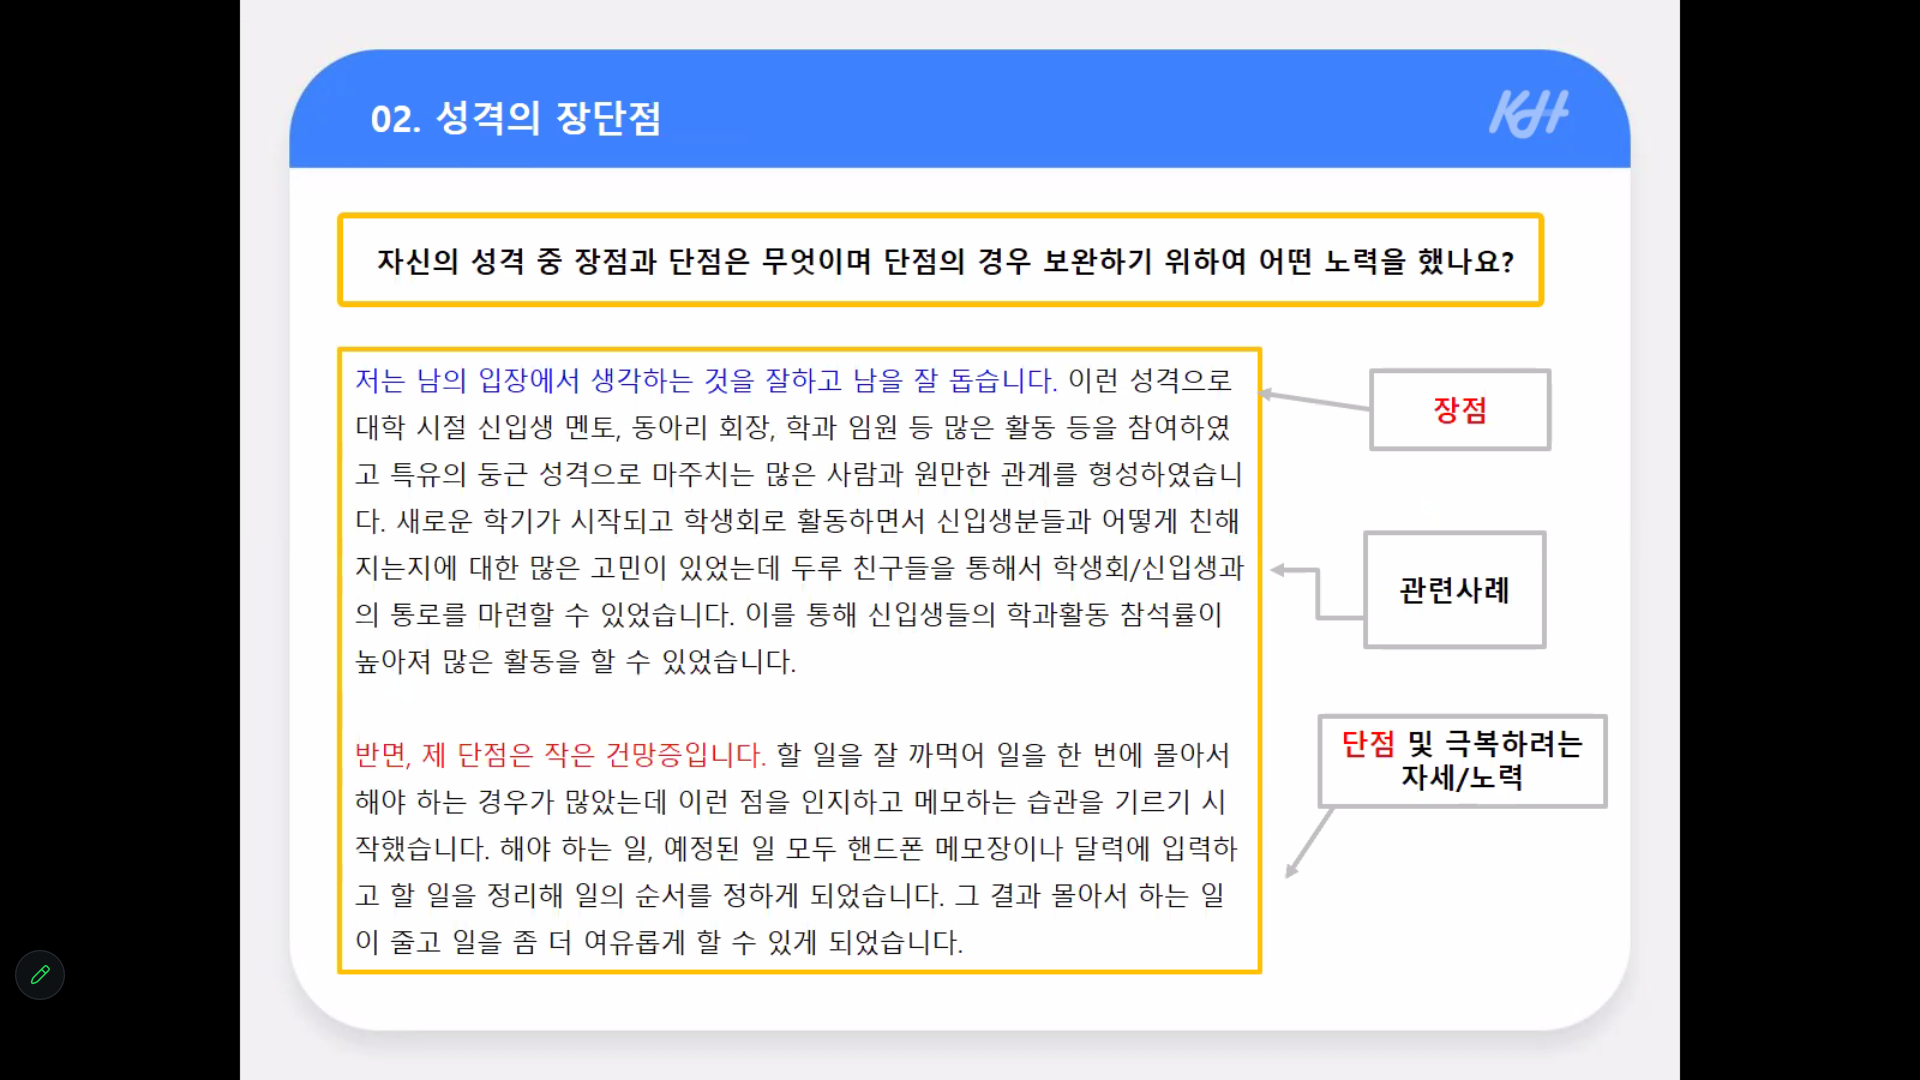 02. 성격의 장단점
KH
자신의 성격 중 장점과 단점은 무엇이며 단점의 경우 보완하기 위하여 어떤 노력을 했나요?
저는 남의 입장에서 생각하는 것을 잘하고 남을 잘 돕습니다. 이런 성격으로
대학 시절 신입생 멘토, 동아리 회장, 학과 임원 등 많은 활동 등을 참여하였
고 특유의 둥근 성격으로 마주치는 많은 사람과 원만한 관계를 형성하였습니
다. 새로운 학기가 시작되고 학생회로 활동하면서 신입생분들과 어떻게 친해
지는지에 대한 많은 고민이 있었는데 두루 친구들을 통해서 학생회/신입생과
의 통로를 마련할 수 있었습니다. 이를 통해 신입생들의 학과활동 참석률이
높아져 많은 활동을 할 수 있었습니다.
반면, 제 단점은 작은 건망증입니다. 할 일을 잘 까먹어 일을 한 번에 몰아서
해야 하는 경우가 많았는데 이런 점을 인지하고 메모하는 습관을 기르기 시
작했습니다. 해야 하는 일, 예정된 일 모두 핸드폰 메모장이나 달력에 입력하
고 할 일을 정리해 일의 순서를 정하게 되었습니다. 그 결과 몰아서 하는 일
이 줄고 일을 좀 더 여유롭게 할 수 있게 되었습니다.
장점
관련사례
단점 및 극복하려는
자세/노력